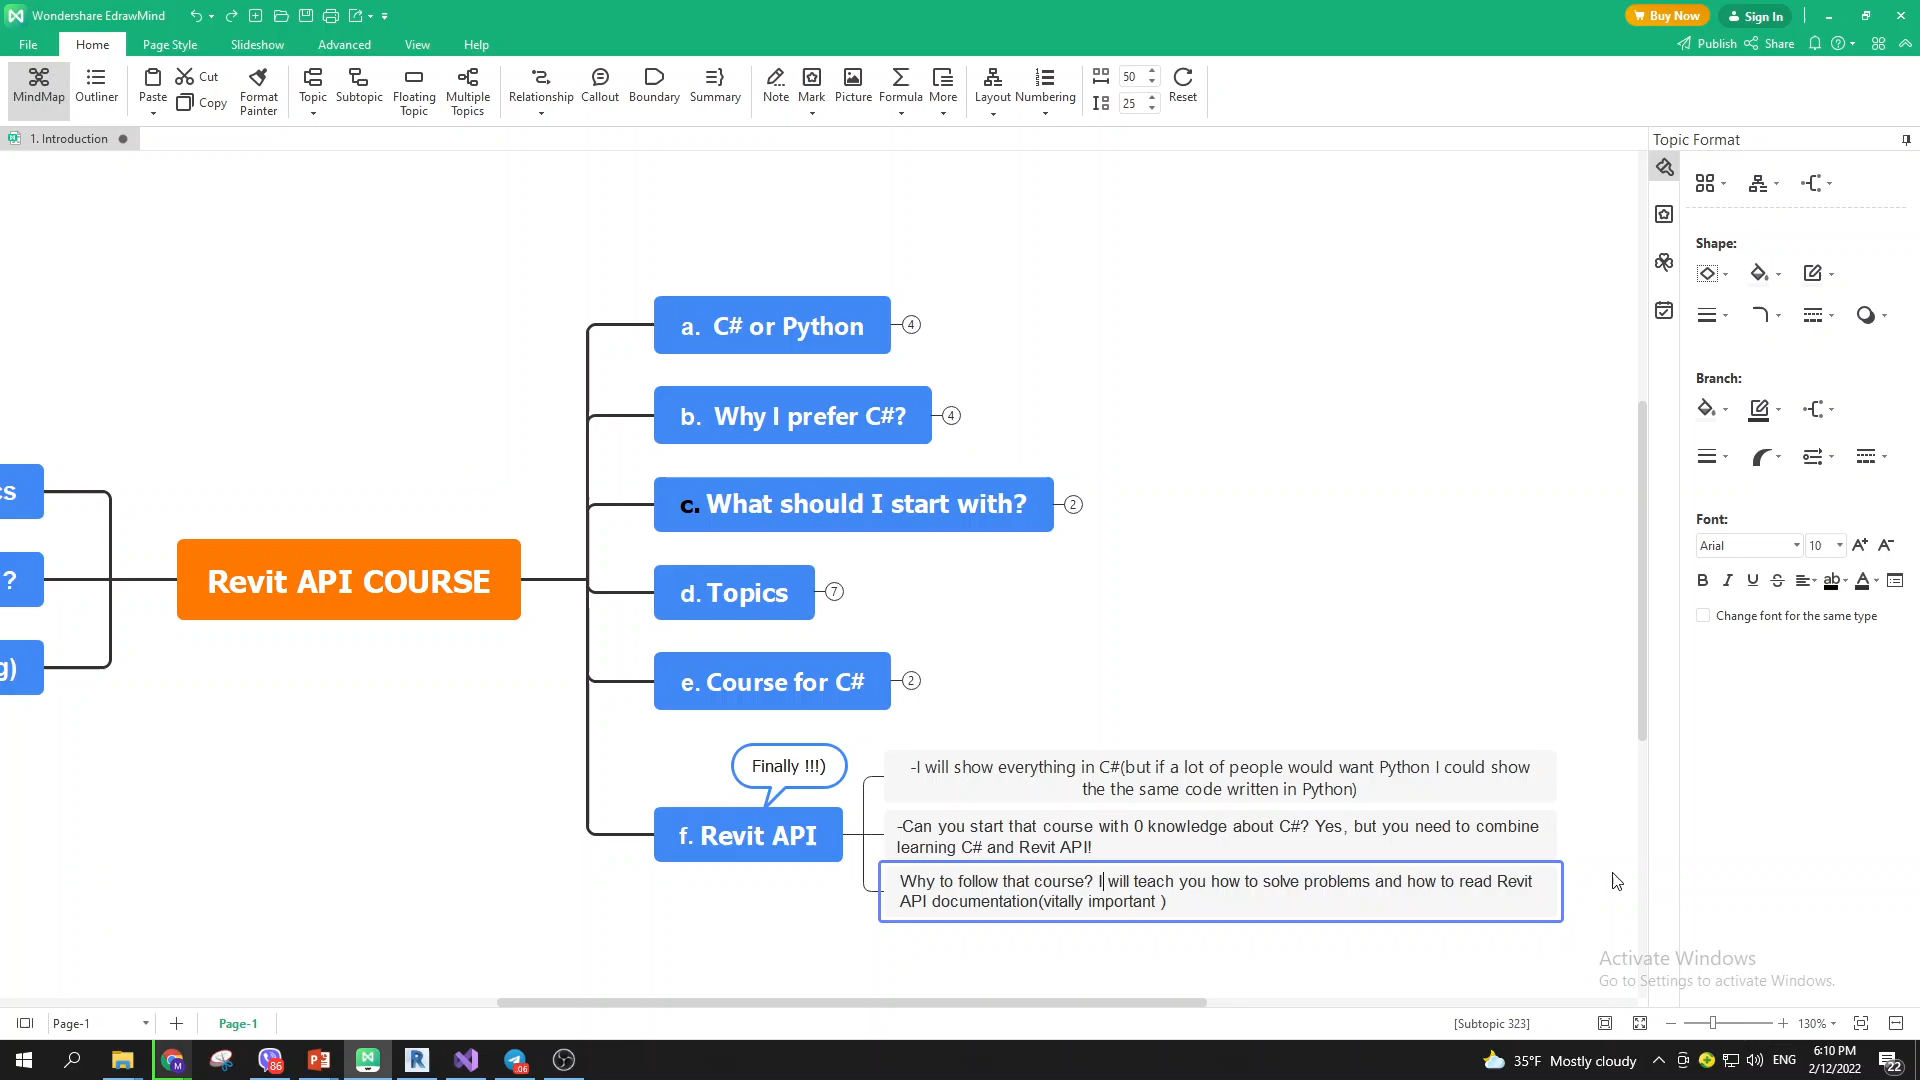 Wondershare EdrawMind
Buy Now
Sign In
File
Home
Page Style
Slideshow
Advanced
View
Help
Publish
Share
MindMap
Outliner
Paste
Cut
Copy
Format
Painter
Topic
Subtopic
Floating
Topic
Multiple
Topics
Relationship
Callout
Boundary
Summary
Note
Mark
Picture
Formula
More
Layout
Numbering
50
25
Reset
1. Introduction
Topic Format
Shape:
Branch:
Font:
Arial
10
Change font for the same type
cs
?
g)
Revit API COURSE
a. C# or Python
4
b. Why I prefer C#?
4
c. What should I start with?
2
d. Topics
7
e. Course for C#
2
Finally !!!)
f. Revit API
-I will show everything in C#(but if a lot of people would want Python I could show
the the same code written in Python)
-Can you start that course with 0 knowledge about C#? Yes, but you need to combine
learning C# and Revit API!
Why to follow that course? I will teach you how to solve problems and how to read Revit
API documentation(vitally important )
Activate Windows
Go to Settings to activate Windows.
Page-1
Page-1
[Subtopic 323]
130%
86
.06
35°F Mostly cloudy
ENG
6:10 PM
2/12/2022
22